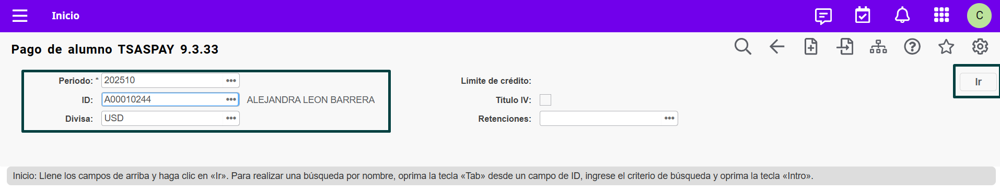 Inicio
C
Pago de alumno TSASPAY 9.3.33
Periodo: * 202510 •••
Límite de crédito:
Ir
ID: A00010244 ••• ALEJANDRA LEON BARRERA
Título IV:
Divisa: USD •••
Retenciones: •••
Inicio: Llene los campos de arriba y haga clic en «Ir». Para realizar una búsqueda por nombre, oprima la tecla «Tab» desde un campo de ID, ingrese el criterio de búsqueda y oprima la tecla «Intro».